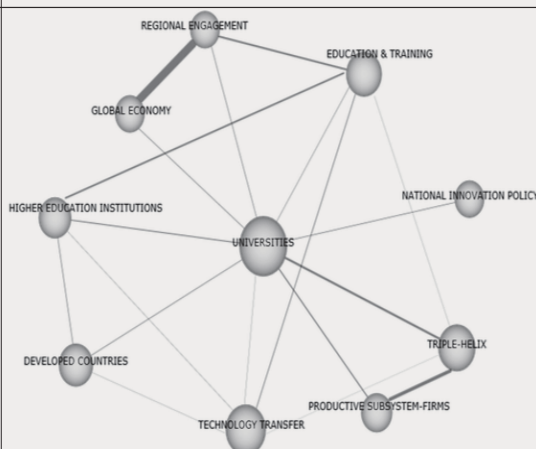 REGIONAL ENGAGEMENT
EDUCATION & TRAINING
GLOBAL ECONOMY
NATIONAL INNOVATION POLICY
HIGHER EDUCATION INSTITUTIONS
UNIVERSITIES
TRIPLE-HELIX
DEVELOPED COUNTRIES
PRODUCTIVE SUBSYSTEM-FIRMS
TECHNOLOGY TRANSFER